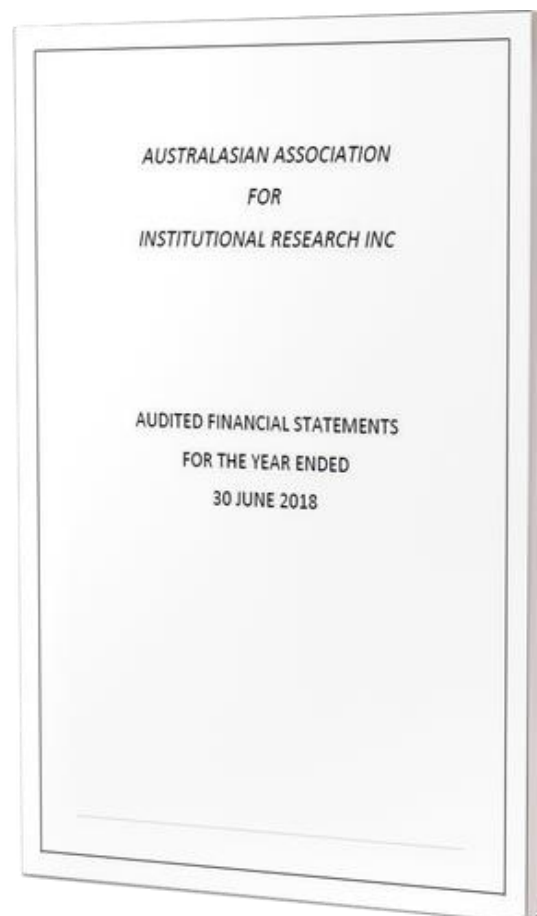 AUSTRALASIAN ASSOCIATION
FOR
INSTITUTIONAL RESEARCH INC
AUDITED FINANCIAL STATEMENTS
FOR THE YEAR ENDED
30 JUNE 2018